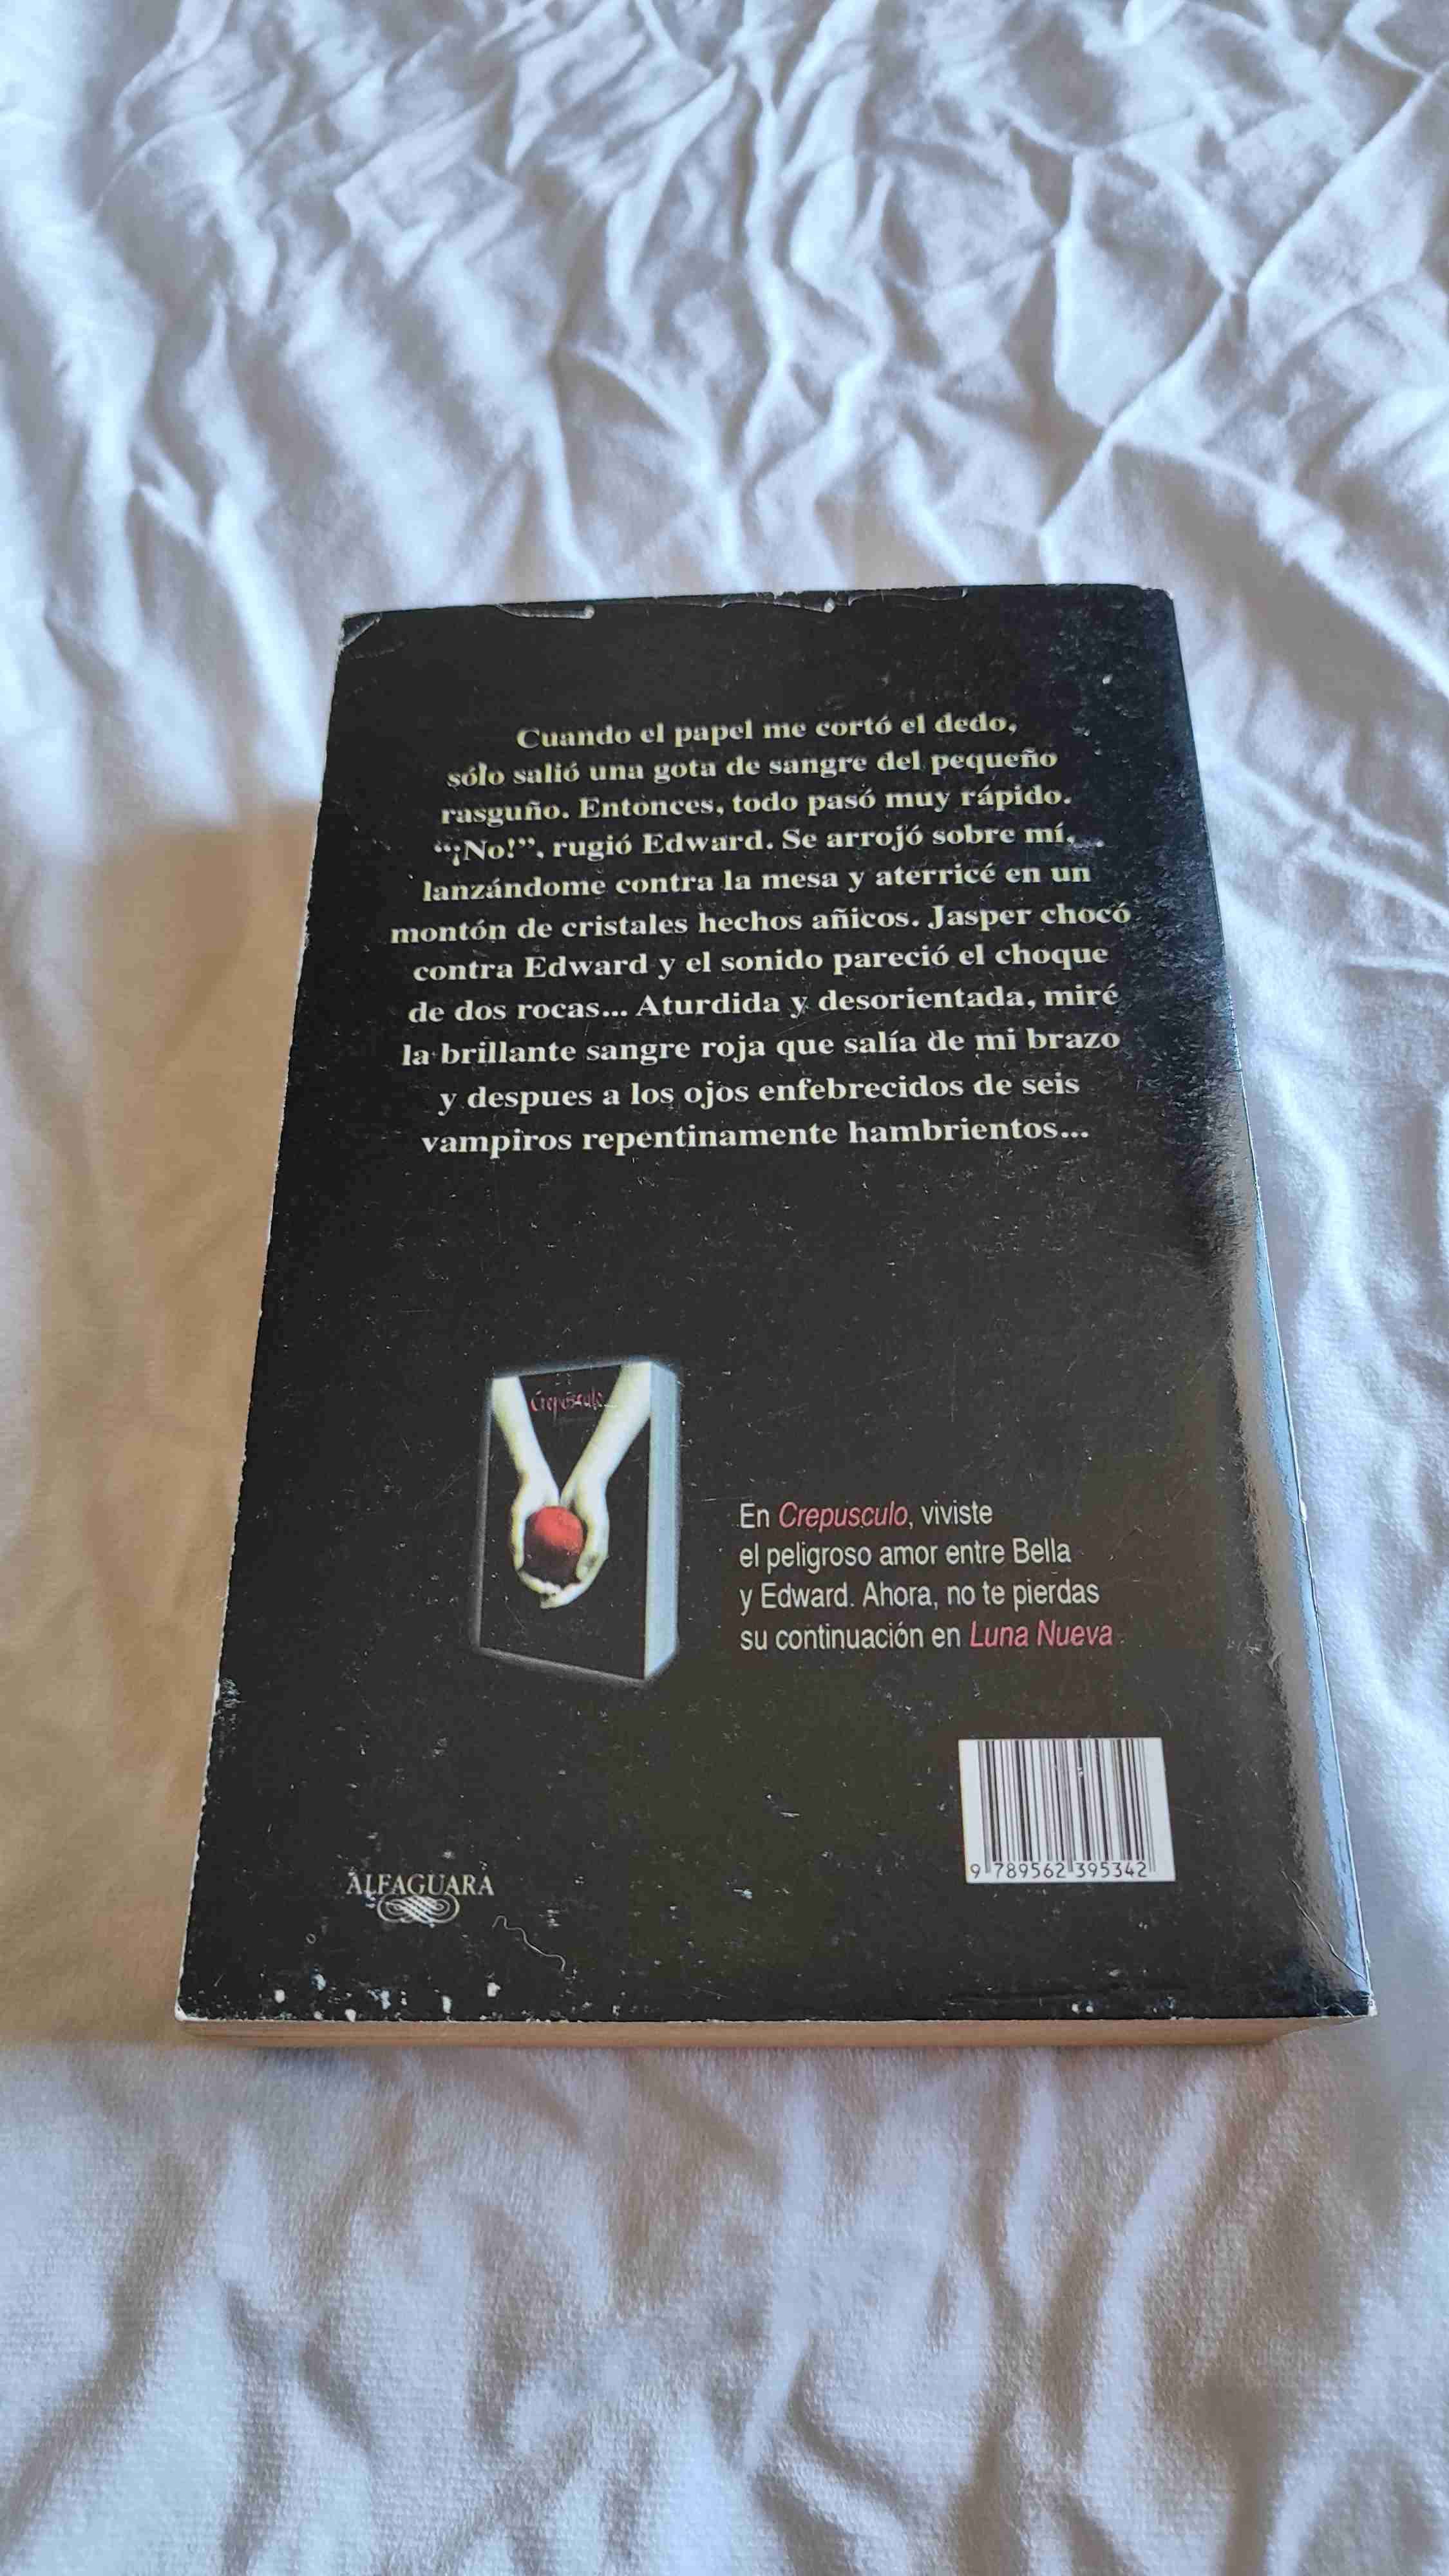 Cuando el papel me cortó el dedo,
sólo salió una gota de sangre del pequeño
rasguño. Entonces, todo pasó muy rápido.
“¡No!”, rugió Edward. Se arrojó sobre mí,
lanzándome contra la mesa y aterricé en un
montón de cristales hechos añicos. Jasper chocó
contra Edward y el sonido pareció el choque
de dos rocas... Aturdida y desorientada, miré
la brillante sangre roja que salía de mi brazo
y despues a los ojos enfebrecidos de seis
vampiros repentinamente hambrientos...
Crepúsculo
En Crepusculo, viviste
el peligroso amor entre Bella
y Edward. Ahora, no te pierdas
su continuación en Luna Nueva
9 789562 395342
ALFAGUARA